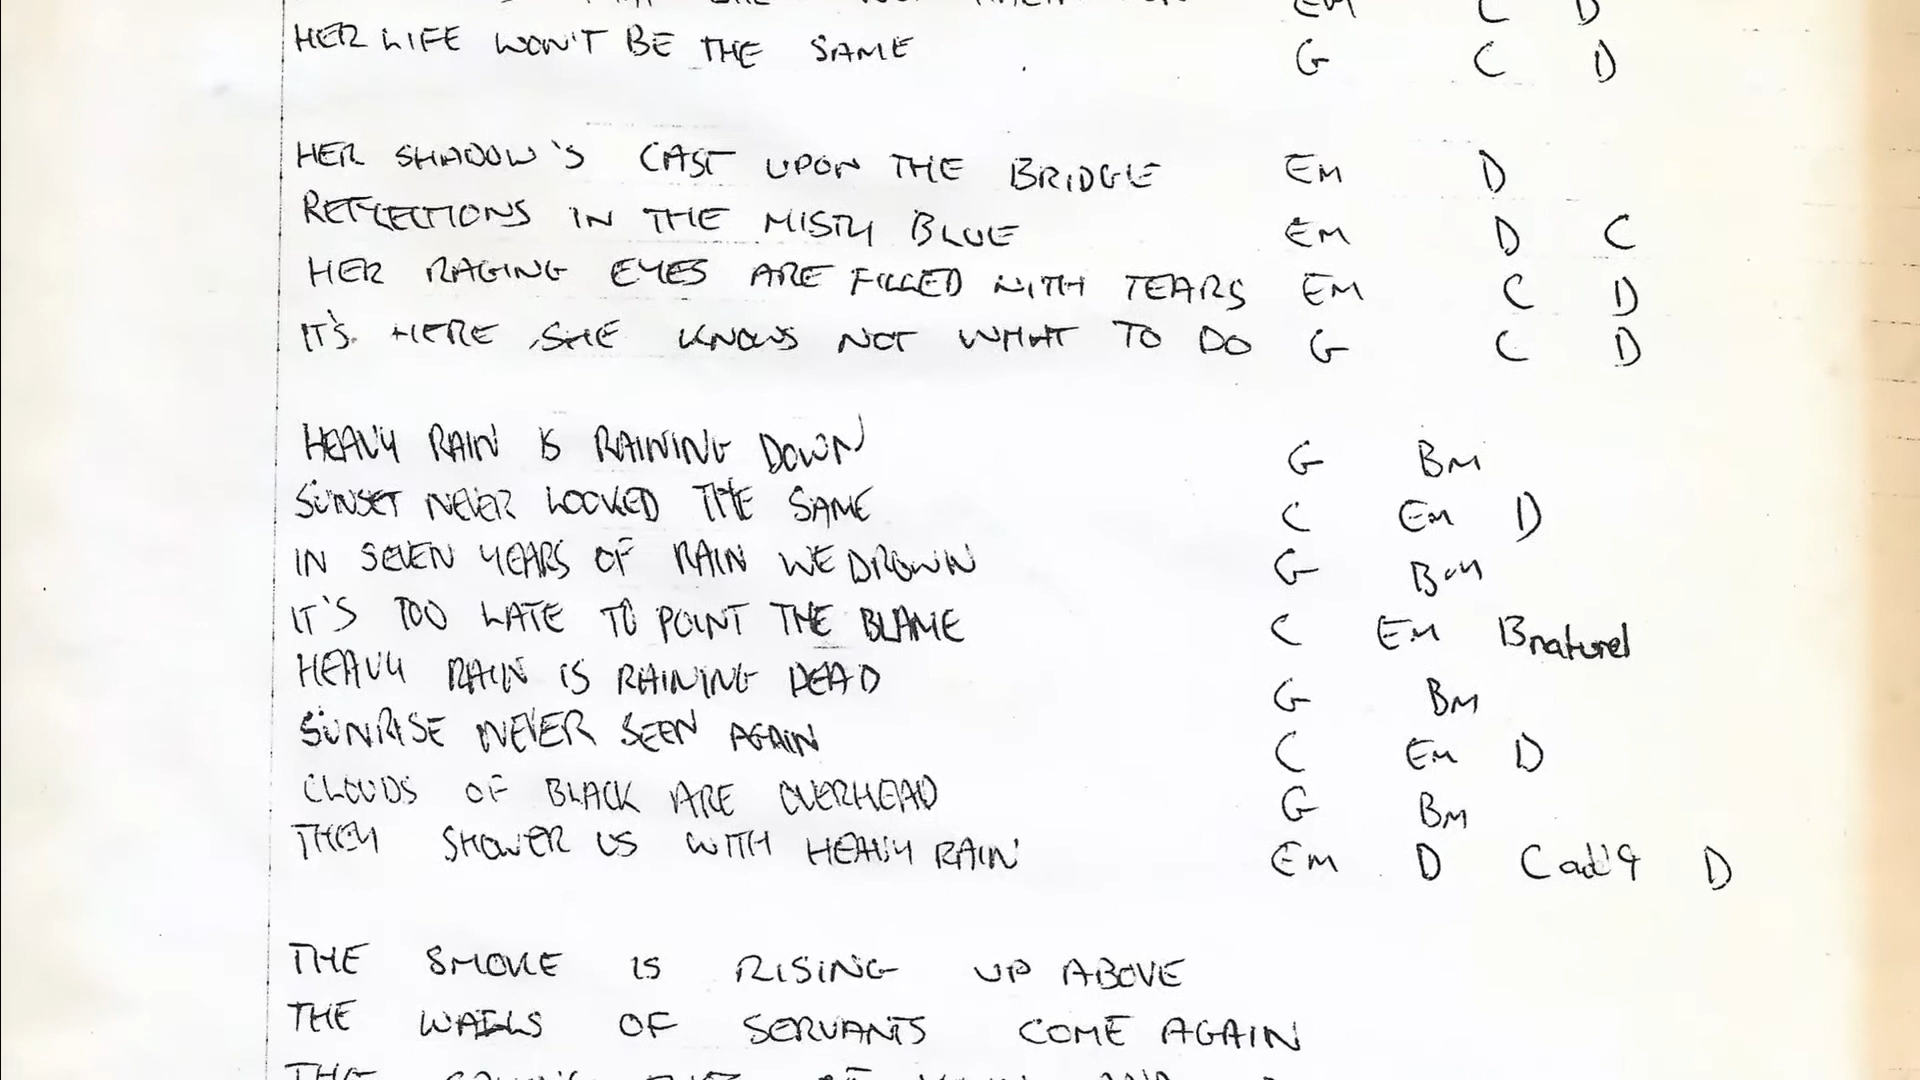 EM C D
HER LIFE WON'T BE THE SAME G C D
HER SHADOW'S CAST UPON THE BRIDGE EM D
REFLECTIONS IN THE MISTY BLUE EM D C
HER RAGING EYES ARE FILLED WITH TEARS EM C D
IT'S HERE SHE KNOWS NOT WHAT TO DO G C D
HEAVY RAIN IS RAINING DOWN G BM
SUNSET NEVER LOOKED THE SAME C EM D
IN SEVEN YEARS OF RAIN WE DROWN G BM
IT'S TOO LATE TO POINT THE BLAME C EM Bnaturel
HEAVY RAIN IS RAINING DEAD G BM
SUNRISE NEVER SEEN AGAIN C EM D
CLOUDS OF BLACK ARE OVERHEAD G BM
THEY SHOWER US WITH HEAVY RAIN EM D C add9 D
THE SMOKE IS RISING UP ABOVE
THE WAILS OF SERVANTS COME AGAIN
THE